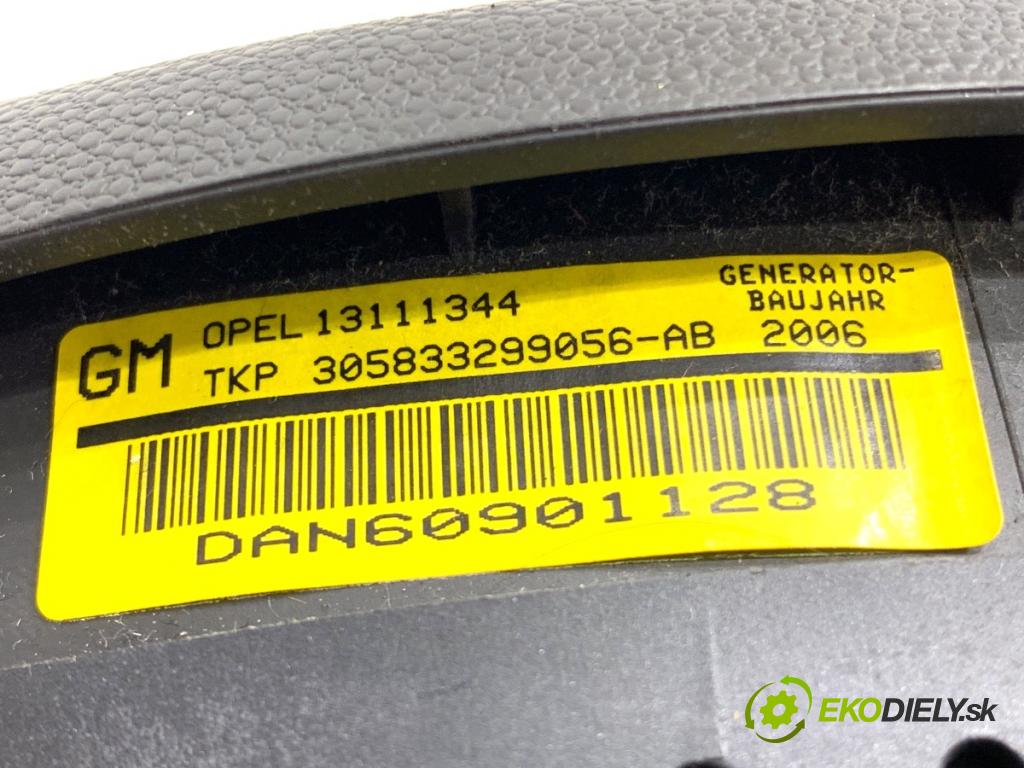 GM OPEL 13111344 GENERATOR-
BAUJAHR
TKP 305833299056-AB 2006
DAN60901128
EKODIELY.sk